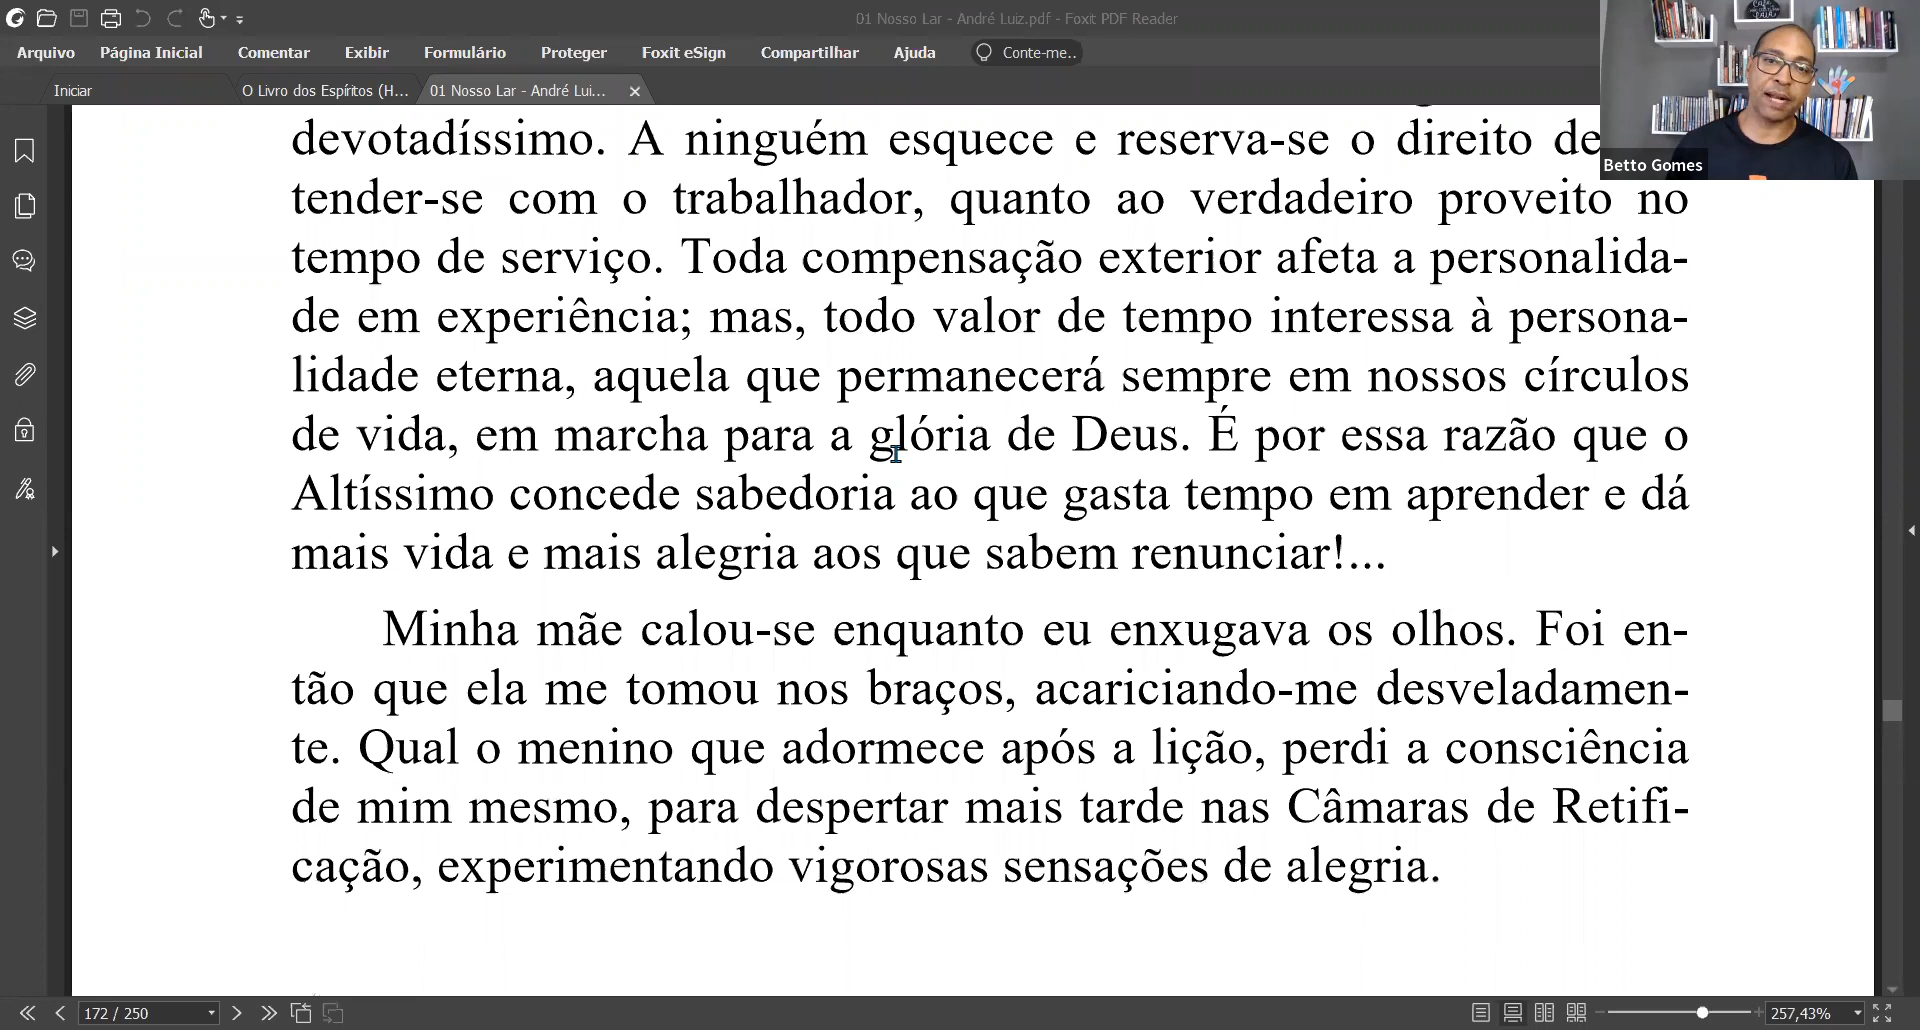 01 Nosso Lar - André Luiz.pdf - Foxit PDF Reader
Arquivo Página Inicial Comentar Exibir Formulário Proteger Foxit eSign Compartilhar Ajuda Conte-me..
Iniciar O Livro dos Espíritos (H... 01 Nosso Lar - André Lui...
Betto Gomes
devotadíssimo. A ninguém esquece e reserva-se o direito de
tender-se com o trabalhador, quanto ao verdadeiro proveito no
tempo de serviço. Toda compensação exterior afeta a personalida-
de em experiência; mas, todo valor de tempo interessa à persona-
lidade eterna, aquela que permanecerá sempre em nossos círculos
de vida, em marcha para a glória de Deus. É por essa razão que o
Altíssimo concede sabedoria ao que gasta tempo em aprender e dá
mais vida e mais alegria aos que sabem renunciar!...
Minha mãe calou-se enquanto eu enxugava os olhos. Foi en-
tão que ela me tomou nos braços, acariciando-me desveladamen-
te. Qual o menino que adormece após a lição, perdi a consciência
de mim mesmo, para despertar mais tarde nas Câmaras de Retifi-
cação, experimentando vigorosas sensações de alegria.
172 / 250 257,43%